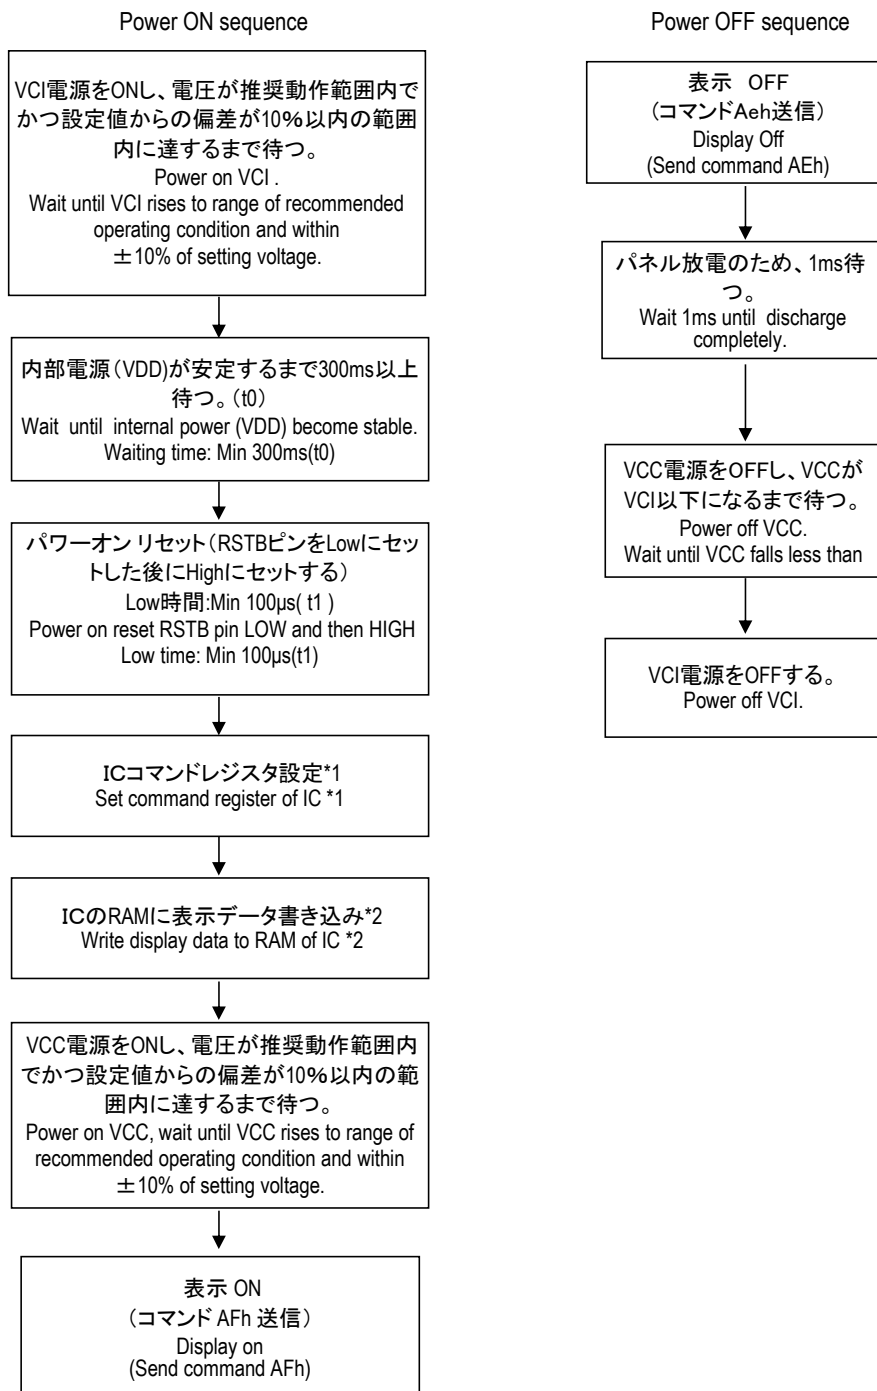 Power ON sequence
VCI電源をONし、電圧が推奨動作範囲内で
かつ設定値からの偏差が10%以内の範囲
内に達するまで待つ。
Power on VCI .
Wait until VCI rises to range of recommended
operating condition and within
±10% of setting voltage.
内部電源(VDD)が安定するまで300ms以上
待つ。(t0)
Wait until internal power (VDD) become stable.
Waiting time: Min 300ms(t0)
パワーオン リセット(RSTBピンをLowにセッ
トした後にHighにセットする)
Low時間:Min 100µs( t1 )
Power on reset RSTB pin LOW and then HIGH
Low time: Min 100µs(t1)
ICコマンドレジスタ設定*1
Set command register of IC *1
ICのRAMに表示データ書き込み*2
Write display data to RAM of IC *2
VCC電源をONし、電圧が推奨動作範囲内
でかつ設定値からの偏差が10%以内の範
囲内に達するまで待つ。
Power on VCC, wait until VCC rises to range of
recommended operating condition and within
±10% of setting voltage.
表示 ON
(コマンド AFh 送信)
Display on
(Send command AFh)
Power OFF sequence
表示 OFF
(コマンドAeh送信)
Display Off
(Send command AEh)
パネル放電のため、1ms待
つ。
Wait 1ms until discharge
completely.
VCC電源をOFFし、VCCが
VCI以下になるまで待つ。
Power off VCC.
Wait until VCC falls less than
VCI電源をOFFする。
Power off VCI.